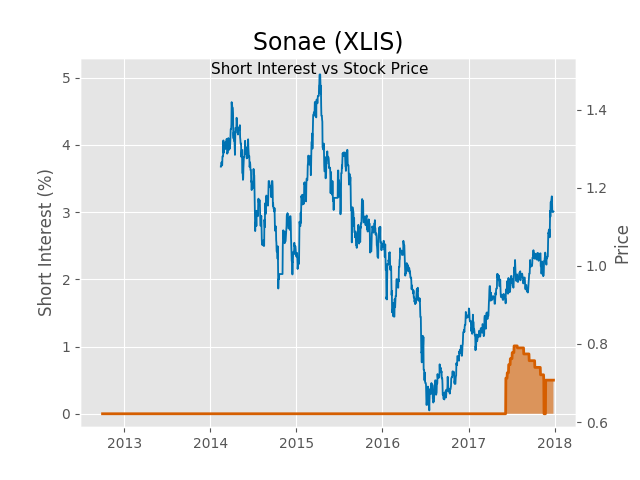 Sonae (XLIS)
Short Interest vs Stock Price
Short Interest (%)
5
4
3
2
1
0
1.4
1.2
1.0
0.8
0.6
Price
2013 2014 2015 2016 2017 2018